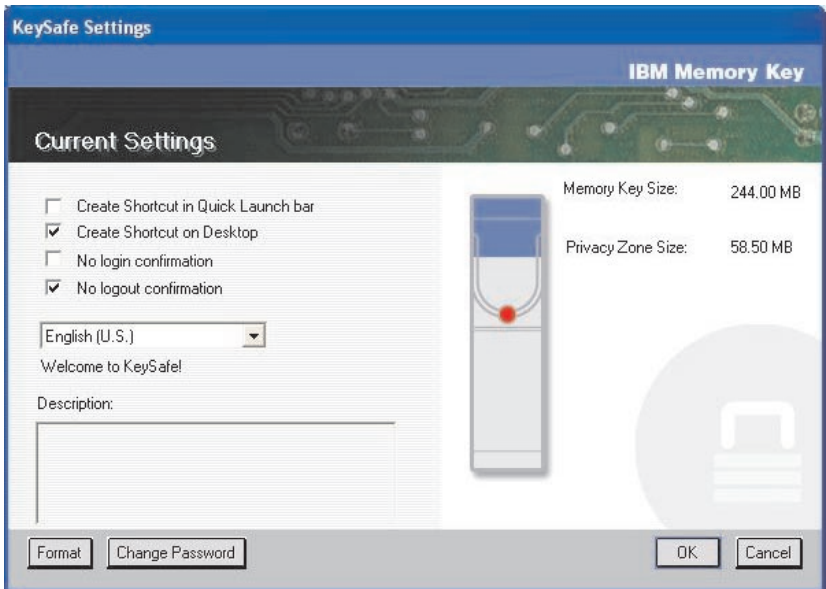 KeySafe Settings
IBM Memory Key
Current Settings
Create Shortcut in Quick Launch bar
Create Shortcut on Desktop
No login confirmation
No logout confirmation
English (U.S.)
Welcome to KeySafe!
Description:
Memory Key Size: 244.00 MB
Privacy Zone Size: 58.50 MB
Format Change Password OK Cancel